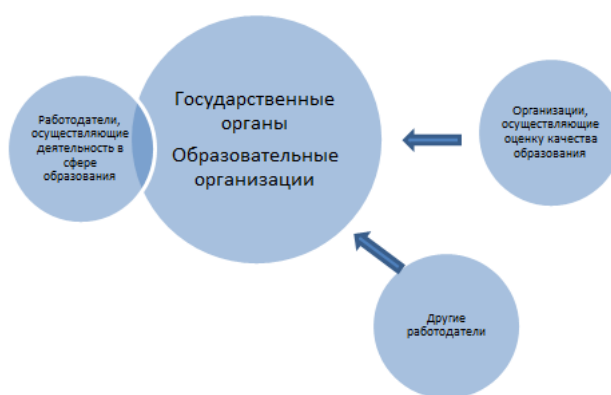 Работодатели,
осуществляющие
деятельность в
сфере
образования
Государственные
органы
Образовательные
организации
Организации,
осуществляющие
оценку качества
образования
Другие
работодатели